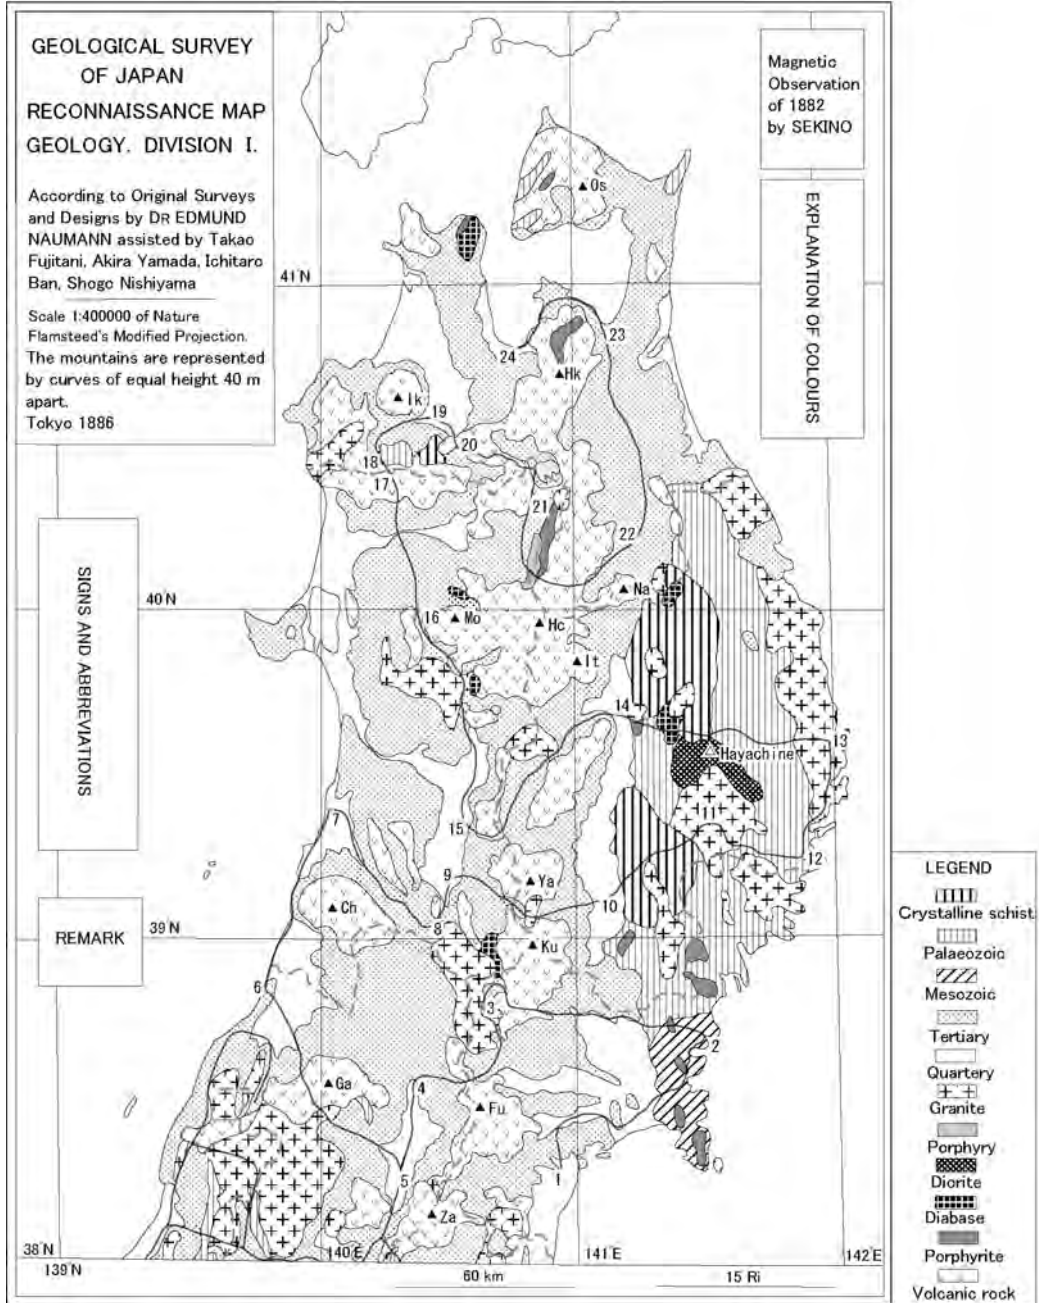 GEOLOGICAL SURVEY
OF JAPAN
RECONNAISSANCE MAP
GEOLOGY. DIVISION I.
According to Original Surveys
and Designs by DR EDMUND
NAUMANN assisted by Takao
Fujitani, Akira Yamada, Ichitaro
Ban, Shogo Nishiyama
Scale 1:400000 of Nature
Flamsteed's Modified Projection.
The mountains are represented
by curves of equal height 40 m
apart.
Tokyo 1886
Magnetic
Observation
of 1882
by SEKINO
EXPLANATION OF COLOURS
Os
41°N
23
24
Hk
Ik
19
20
18
17
21
22
SIGNS AND ABBREVIATIONS
40°N
Na
16
Mo
Hc
It
14
13
Hayachine
11
7
15
12
9
Ya
10
Ch
8
REMARK
39°N
Ku
6
3
2
Ga
4
Fu
5
1
Za
38°N
139°N
140°E
141°E
142°E
60 km
15 Ri
LEGEND
Crystalline schist
Palaeozoic
Mesozoic
Tertiary
Quartery
Granite
Porphyry
Diorite
Diabase
Porphyrite
Volcanic rock